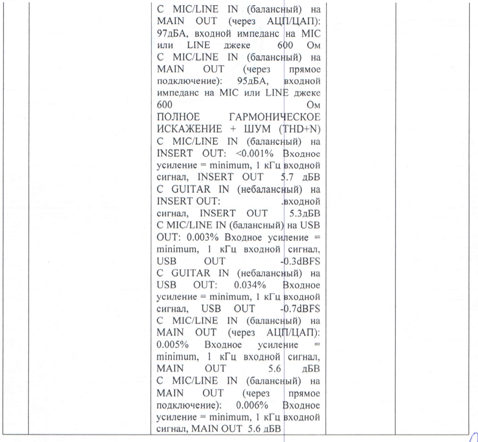 С MIC/LINE IN (балансный) на
MAIN OUT (через АЦП/ЦАП):
97дБА, входной импеданс на MIC
или LINE джеке 600 Ом
С MIC/LINE IN (балансный) на
MAIN OUT (через прямое
подключение): 95дБА, входной
импеданс на MIC или LINE джеке
600 Ом
ПОЛНОЕ ГАРМОНИЧЕСКОЕ
ИСКАЖЕНИЕ + ШУМ (THD+N)
С MIC/LINE IN (балансный) на
INSERT OUT: <0.001% Входное
усиление = minimum, 1 кГц входной
сигнал, INSERT OUT 5.7 дБВ
С GUITAR IN (небалансный) на
INSERT OUT: .входной
сигнал, INSERT OUT 5.3дБВ
С MIC/LINE IN (балансный) на USB
OUT: 0.003% Входное усиление =
minimum, 1 кГц входной сигнал,
USB OUT -0.3dBFS
С GUITAR IN (небалансный) на
USB OUT: 0.034% Входное
усиление = minimum, 1 кГц входной
сигнал, USB OUT -0.7dBFS
С MIC/LINE IN (балансный) на
MAIN OUT (через АЦП/ЦАП):
0.005% Входное усиление =
minimum, 1 кГц входной сигнал,
MAIN OUT 5.6 дБВ
С MIC/LINE IN (балансный) на
MAIN OUT (через прямое
подключение): 0.006% Входное
усиление = minimum, 1 кГц входной
сигнал, MAIN OUT 5.6 дБВ